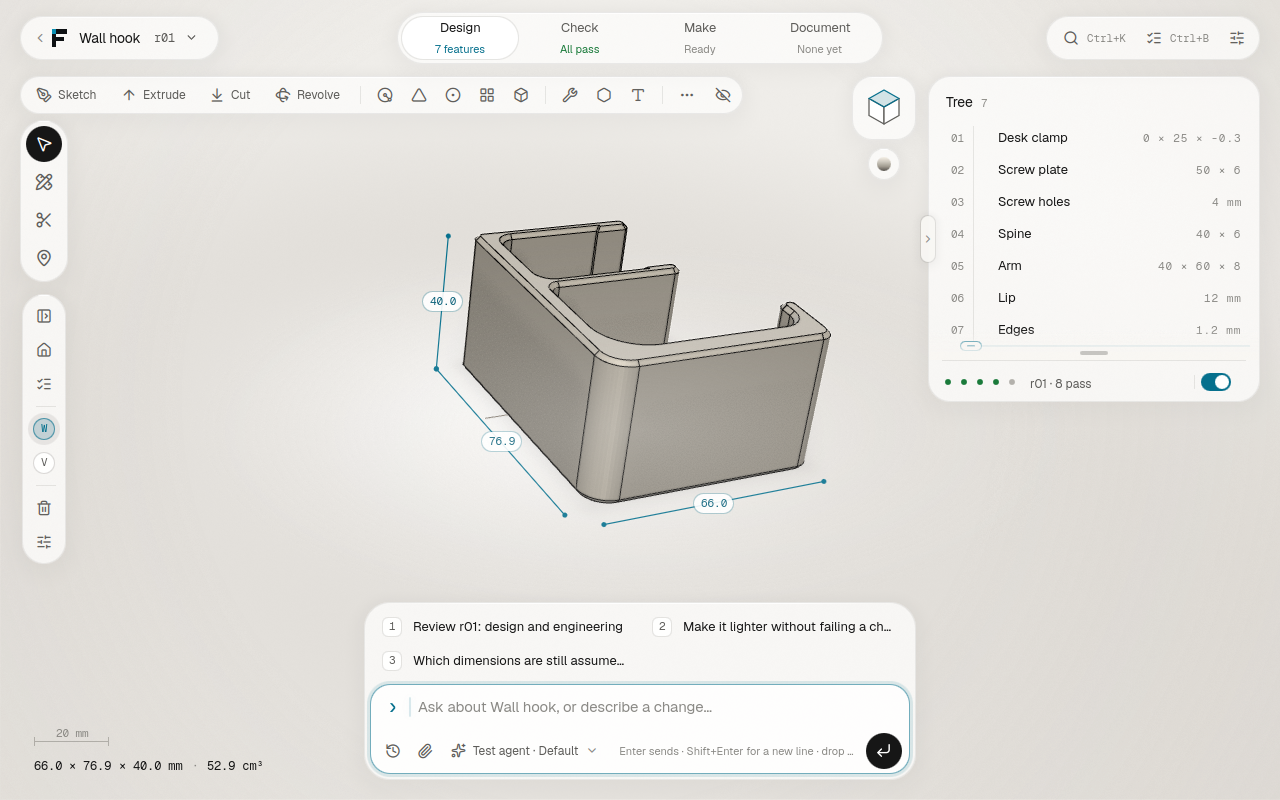 Wall hook r01
Design
7 features
Check
All pass
Make
Ready
Document
None yet
Ctrl+K
Ctrl+B
Sketch
Extrude
Cut
Revolve
Tree 7
01 Desk clamp 0 × 25 × -0.3
02 Screw plate 50 × 6
03 Screw holes 4 mm
04 Spine 40 × 6
05 Arm 40 × 60 × 8
06 Lip 12 mm
07 Edges 1.2 mm
r01 · 8 pass
W
V
40.0
76.9
66.0
1 Review r01: design and engineering
2 Make it lighter without failing a ch…
3 Which dimensions are still assume…
Ask about Wall hook, or describe a change…
Test agent · Default
Enter sends · Shift+Enter for a new line · drop …
20 mm
66.0 × 76.9 × 40.0 mm · 52.9 cm³